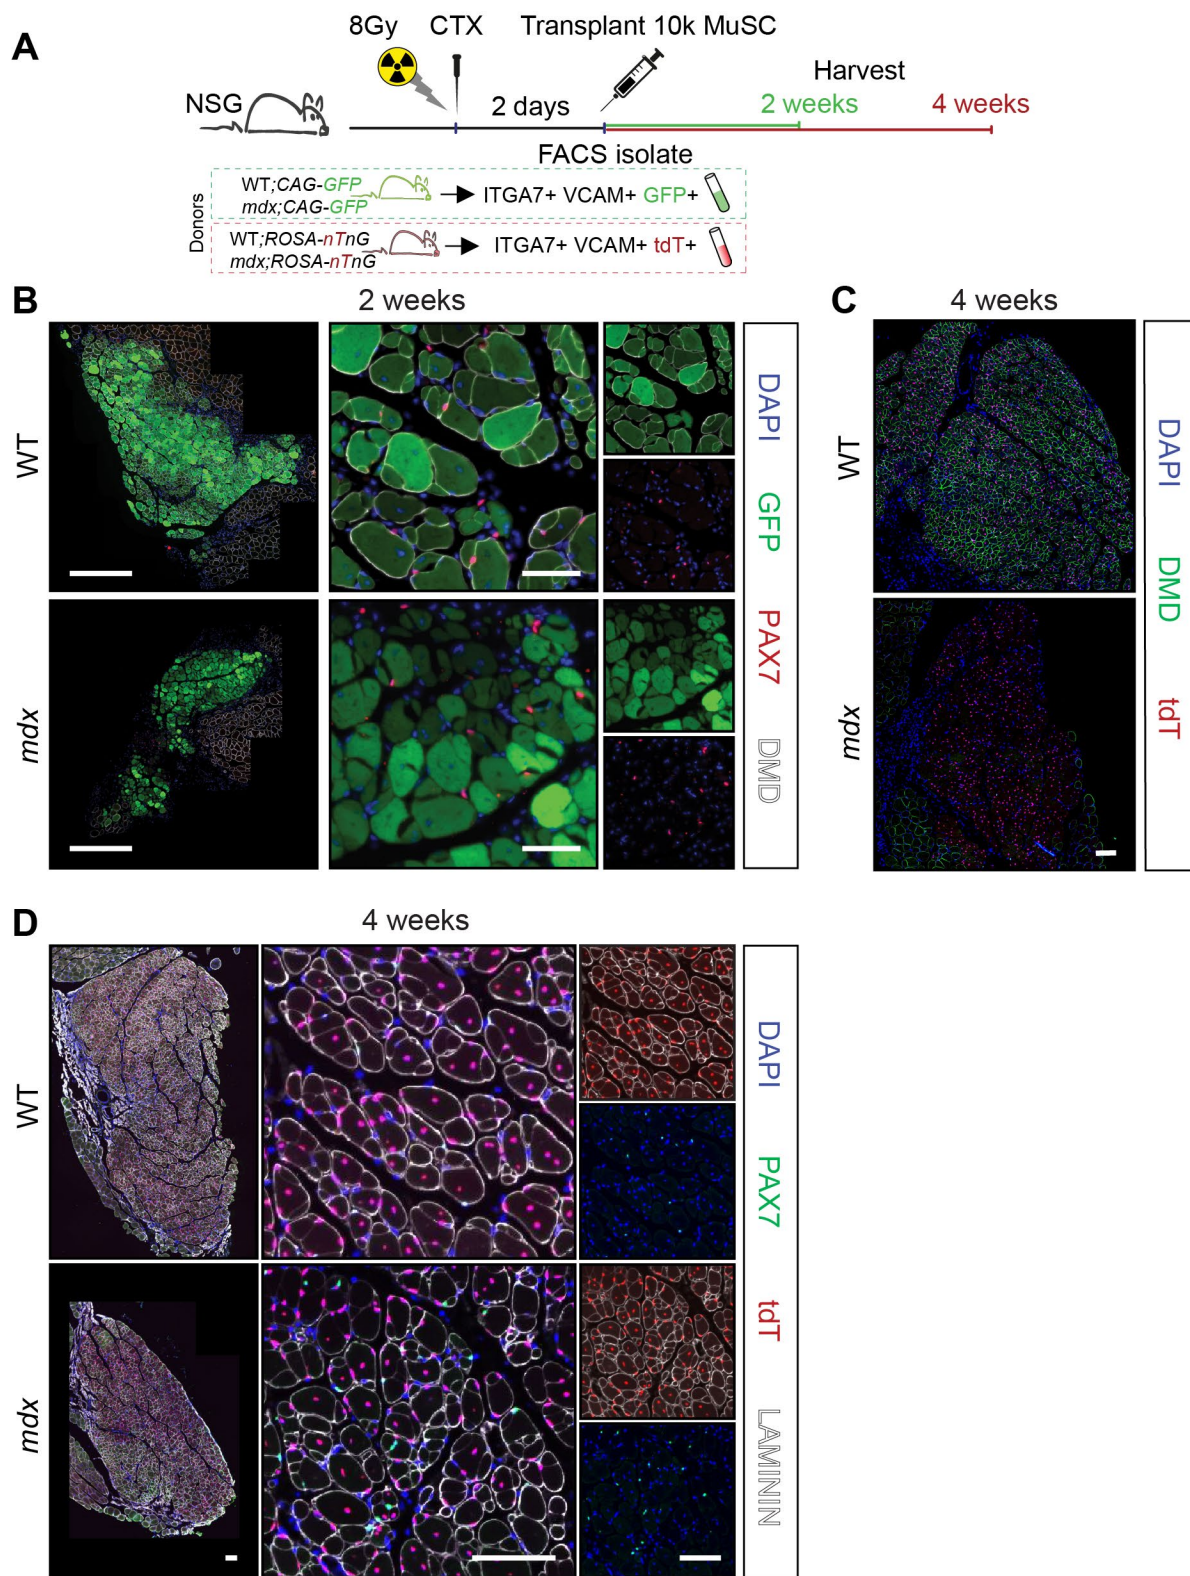 A
8Gy CTX Transplant 10k MuSC
Harvest
NSG
2 days
2 weeks
4 weeks
FACS isolate
Donors
WT;CAG-GFP
mdx;CAG-GFP
ITGA7+ VCAM+ GFP+
WT;ROSA-nTnG
mdx;ROSA-nTnG
ITGA7+ VCAM+ tdT+
B
2 weeks
WT
mdx
DAPI GFP PAX7 DMD
C
4 weeks
WT
mdx
DAPI DMD tdT
D
4 weeks
WT
mdx
DAPI PAX7 tdT LAMININ